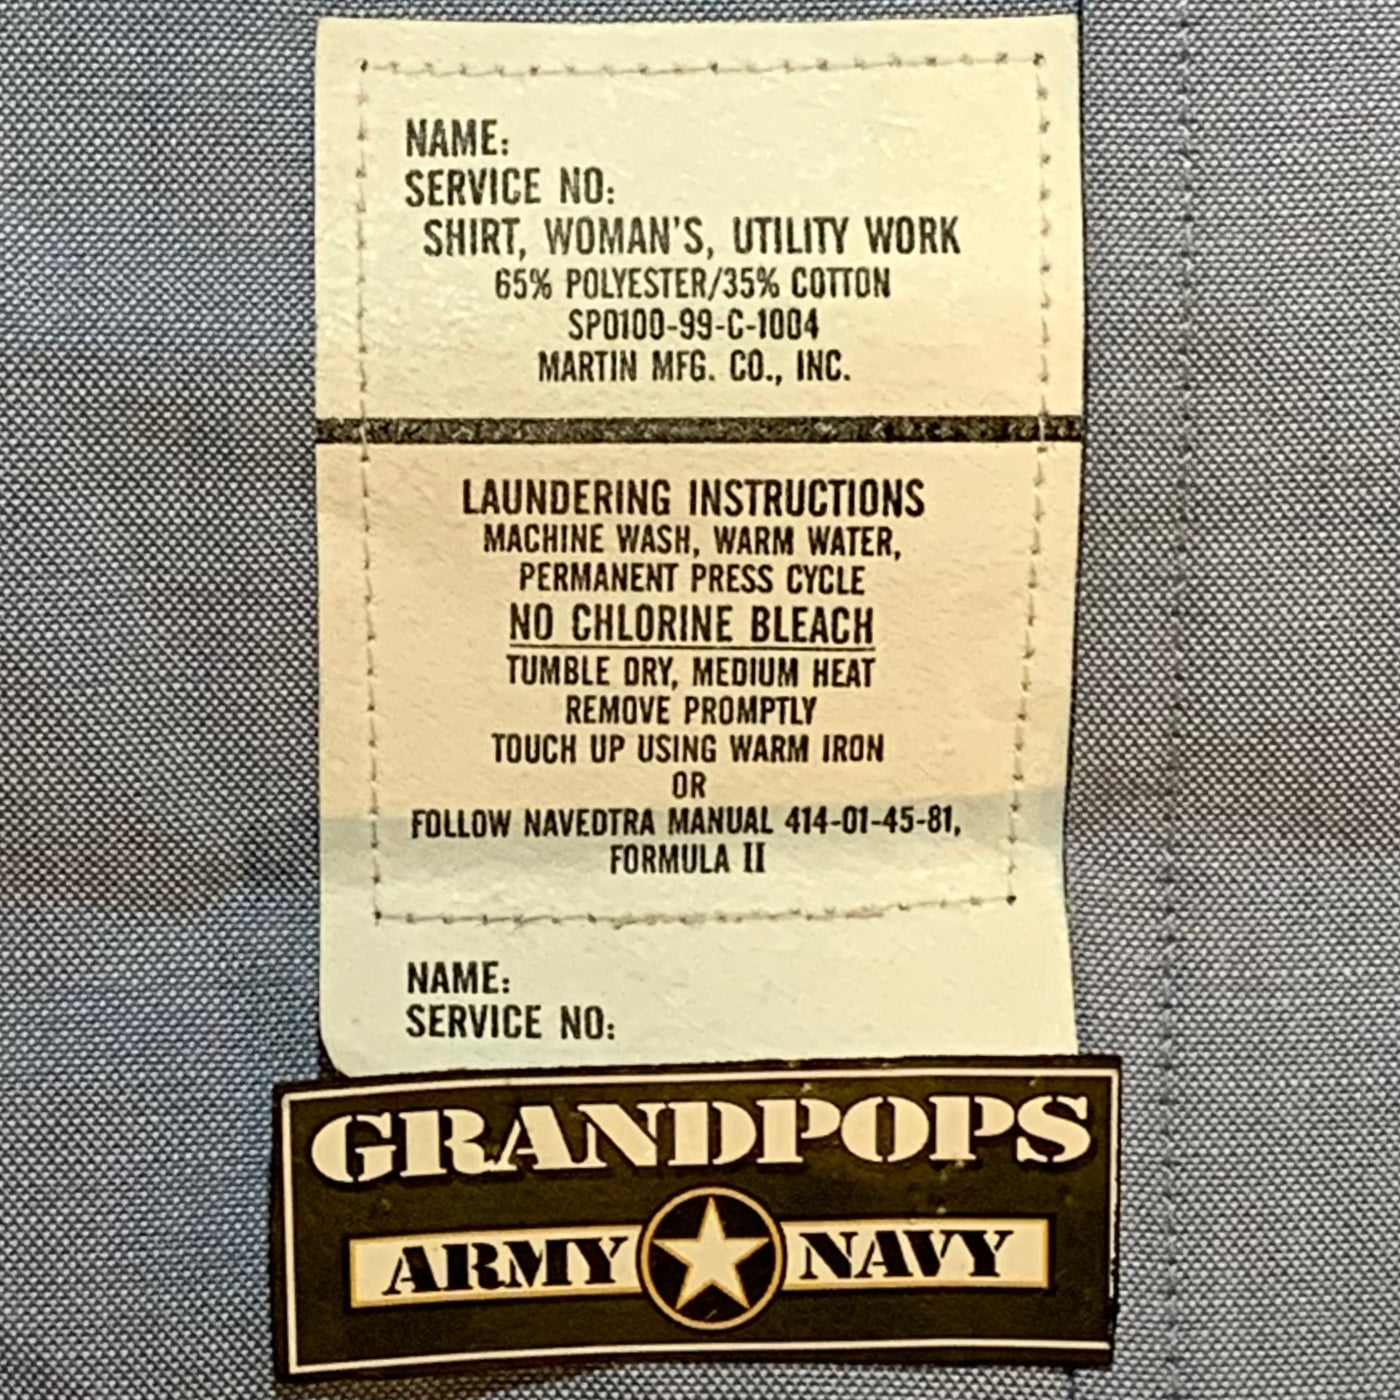 NAME:
SERVICE NO:
SHIRT, WOMAN'S, UTILITY WORK
65% POLYESTER/35% COTTON
SP0100-99-C-1004
MARTIN MFG. CO., INC.
LAUNDERING INSTRUCTIONS
MACHINE WASH, WARM WATER,
PERMANENT PRESS CYCLE
NO CHLORINE BLEACH
TUMBLE DRY, MEDIUM HEAT
REMOVE PROMPTLY
TOUCH UP USING WARM IRON
OR
FOLLOW NAVEDTRA MANUAL 414-01-45-81,
FORMULA II
NAME:
SERVICE NO:
GRANDPOPS
ARMY NAVY